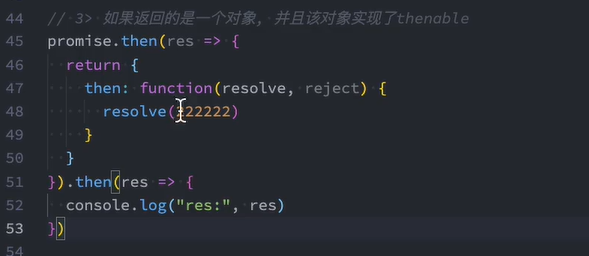 44 // 3> 如果返回的是一个对象, 并且该对象实现了thenable
45 promise.then(res => {
46   return {
47     then: function(resolve, reject) {
48       resolve(222222)
49     }
50   }
51 }).then(res => {
52   console.log("res:", res)
53 })
54